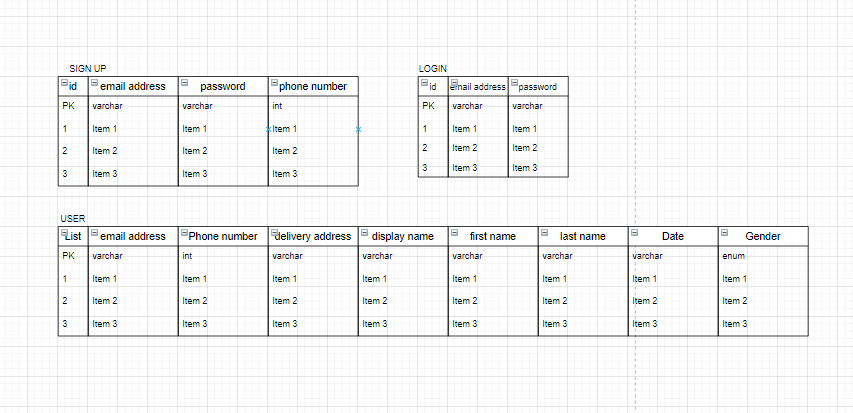 SIGN UP
id email address password phone number
PK varchar varchar int
1 Item 1 Item 1 Item 1
2 Item 2 Item 2 Item 2
3 Item 3 Item 3 Item 3
LOGIN
id email address password
PK varchar varchar
1 Item 1 Item 1
2 Item 2 Item 2
3 Item 3 Item 3
USER
List email address Phone number delivery address display name first name last name Date Gender
PK varchar int varchar varchar varchar varchar varchar enum
1 Item 1 Item 1 Item 1 Item 1 Item 1 Item 1 Item 1 Item 1
2 Item 2 Item 2 Item 2 Item 2 Item 2 Item 2 Item 2 Item 2
3 Item 3 Item 3 Item 3 Item 3 Item 3 Item 3 Item 3 Item 3